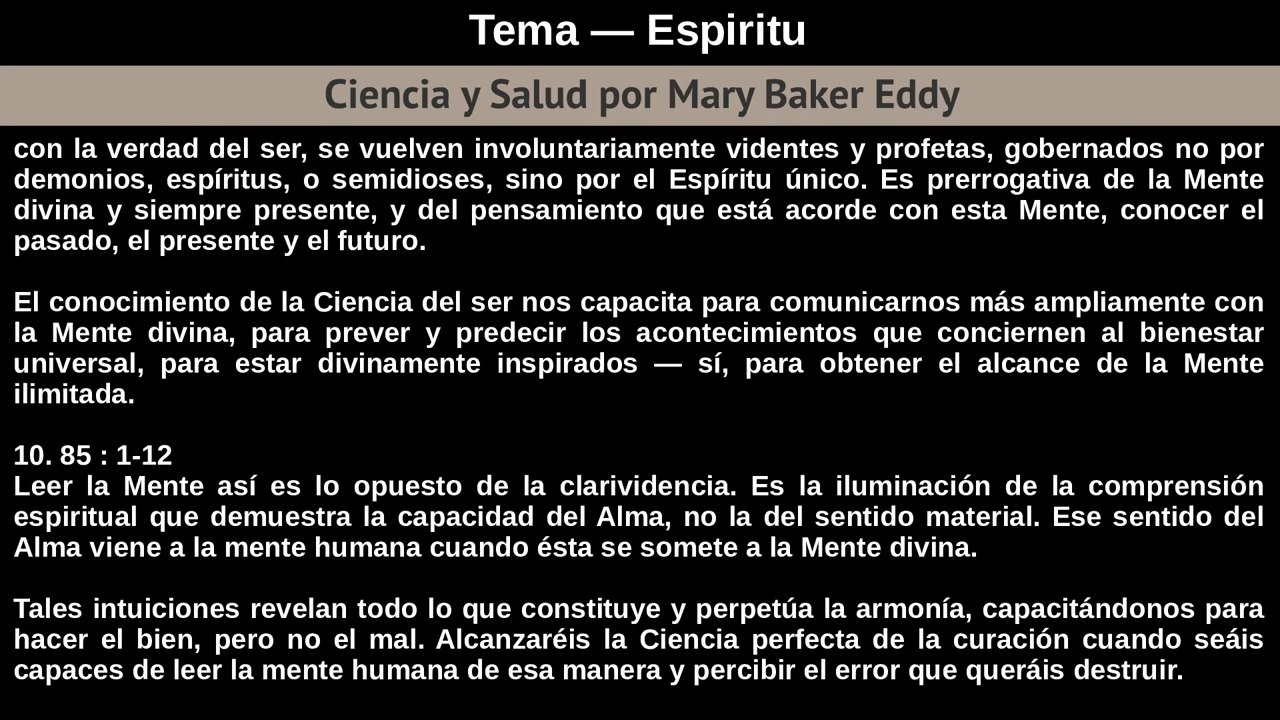 Tema — Espiritu
Ciencia y Salud por Mary Baker Eddy
con la verdad del ser, se vuelven involuntariamente videntes y profetas, gobernados no por
demonios, espíritus, o semidioses, sino por el Espíritu único. Es prerrogativa de la Mente
divina y siempre presente, y del pensamiento que está acorde con esta Mente, conocer el
pasado, el presente y el futuro.
El conocimiento de la Ciencia del ser nos capacita para comunicarnos más ampliamente con
la Mente divina, para prever y predecir los acontecimientos que conciernen al bienestar
universal, para estar divinamente inspirados — sí, para obtener el alcance de la Mente
ilimitada.
10. 85 : 1-12
Leer la Mente así es lo opuesto de la clarividencia. Es la iluminación de la comprensión
espiritual que demuestra la capacidad del Alma, no la del sentido material. Ese sentido del
Alma viene a la mente humana cuando ésta se somete a la Mente divina.
Tales intuiciones revelan todo lo que constituye y perpetúa la armonía, capacitándonos para
hacer el bien, pero no el mal. Alcanzaréis la Ciencia perfecta de la curación cuando seáis
capaces de leer la mente humana de esa manera y percibir el error que queráis destruir.